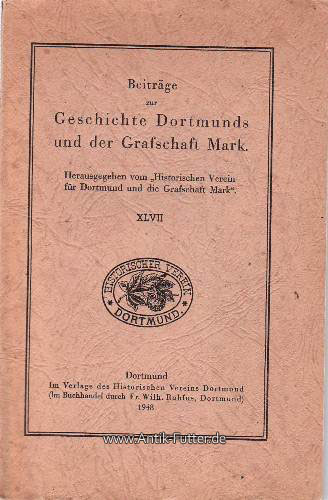 Beiträge
zur
Geschichte Dortmunds
und der Grafschaft Mark.
Herausgegeben vom „Historischen Verein
für Dortmund und die Grafschaft Mark“.
XLVII
HISTORISCHER VEREIN
DORTMUND.
Dortmund
Im Verlage des Historischen Vereins Dortmund
(Im Buchhandel durch Fr. Wilh. Ruhfus, Dortmund)
1948
www.Antik-Futter.de